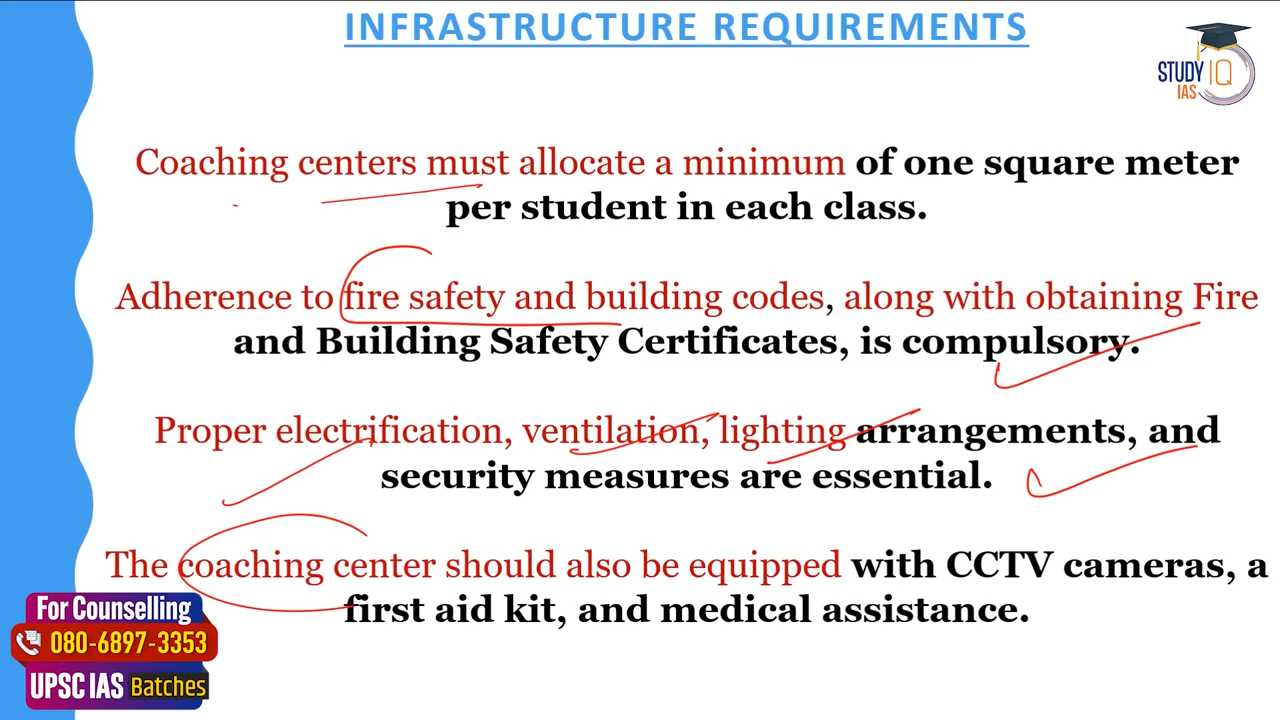 INFRASTRUCTURE REQUIREMENTS
STUDY IQ
IAS
Coaching centers must allocate a minimum of one square meter
per student in each class.
Adherence to fire safety and building codes, along with obtaining Fire
and Building Safety Certificates, is compulsory.
Proper electrification, ventilation, lighting arrangements, and
security measures are essential.
The coaching center should also be equipped with CCTV cameras, a
first aid kit, and medical assistance.
For Counselling
080-6897-3353
UPSC IAS Batches